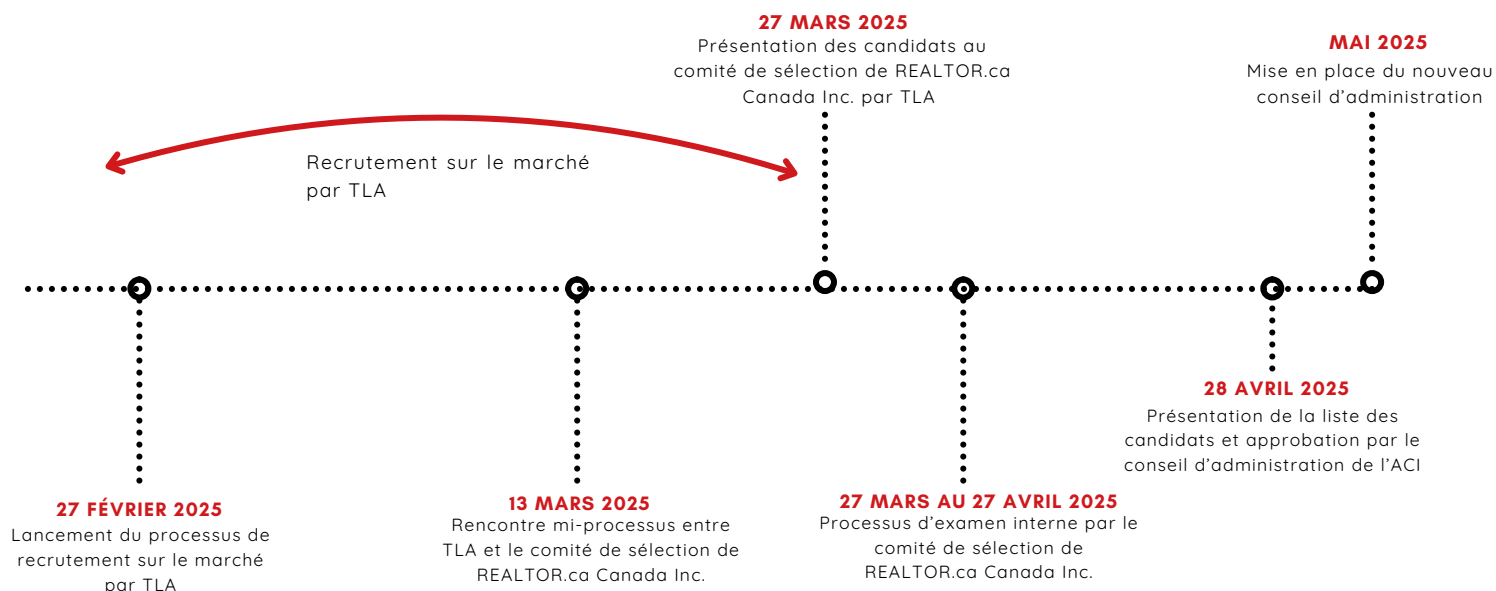 27 MARS 2025
Présentation des candidats au
comité de sélection de REALTOR.ca
Canada Inc. par TLA
MAI 2025
Mise en place du nouveau
conseil d'administration
Recrutement sur le marché
par TLA
28 AVRIL 2025
Présentation de la liste des
candidats et approbation par le
conseil d'administration de l'ACI
27 FÉVRIER 2025
Lancement du processus de
recrutement sur le marché
par TLA
13 MARS 2025
Rencontre mi-processus entre
TLA et le comité de sélection de
REALTOR.ca Canada Inc.
27 MARS AU 27 AVRIL 2025
Processus d'examen interne par le
comité de sélection de
REALTOR.ca Canada Inc.